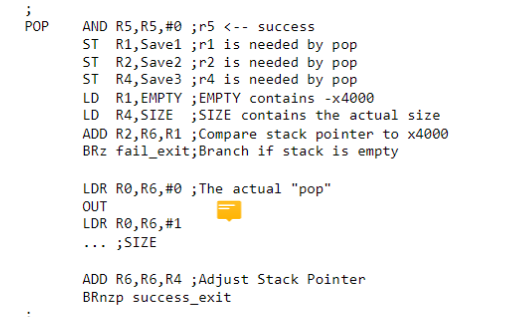 ;
POP AND R5,R5,#0 ;r5 <-- success
ST R1,Save1 ;r1 is needed by pop
ST R2,Save2 ;r2 is needed by pop
ST R4,Save3 ;r4 is needed by pop
LD R1,EMPTY ;EMPTY contains -x4000
LD R4,SIZE ;SIZE contains the actual size
ADD R2,R6,R1 ;Compare stack pointer to x4000
BRz fail_exit;Branch if stack is empty
LDR R0,R6,#0 ;The actual "pop"
OUT
LDR R0,R6,#1
... ;SIZE
ADD R6,R6,R4 ;Adjust Stack Pointer
BRnzp success_exit